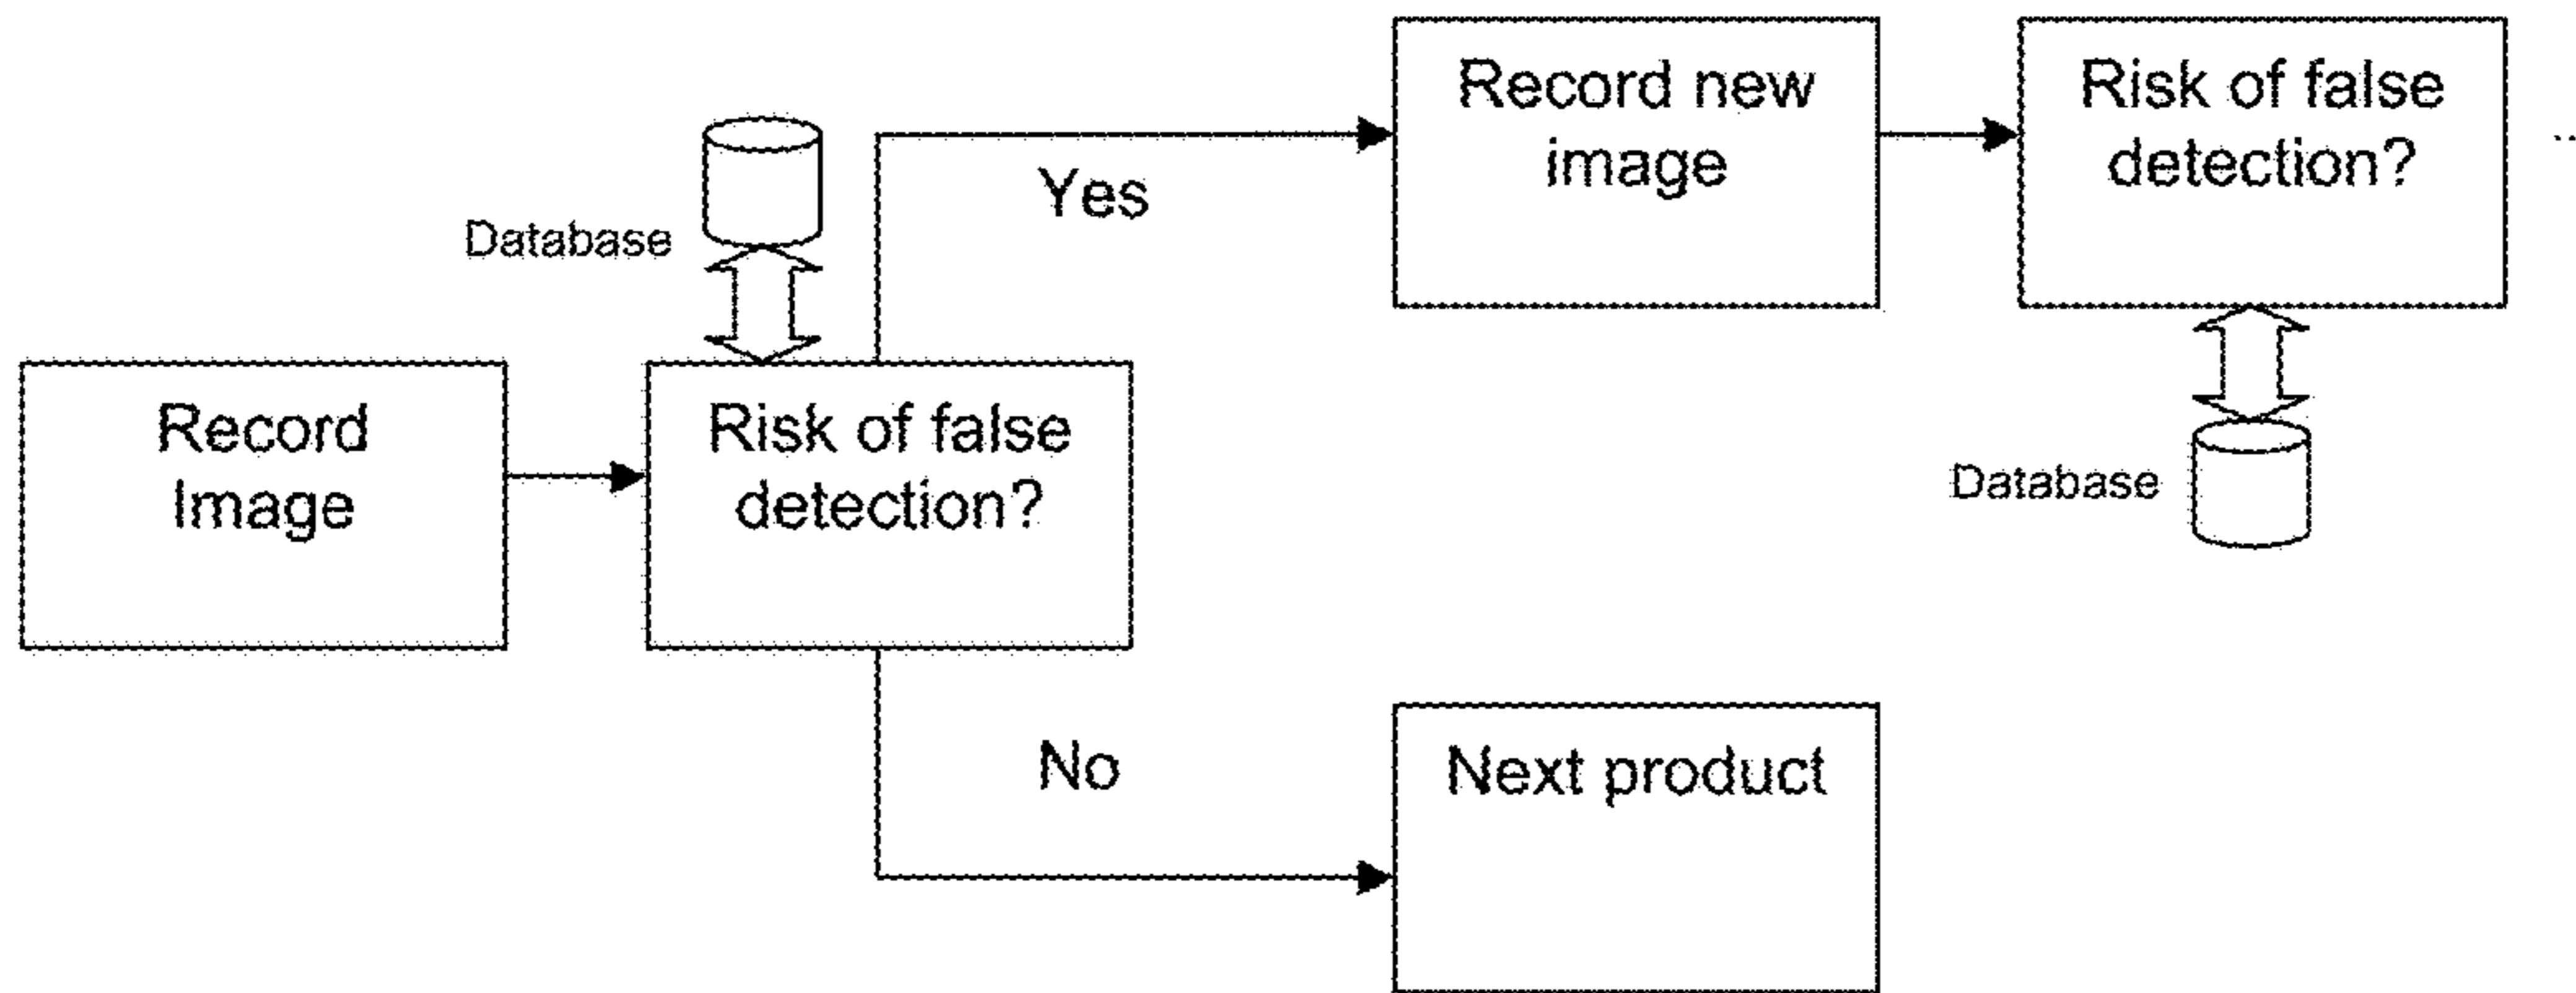 Record new
image
Risk of false
detection?
Yes
Database
Record
Image
Risk of false
detection?
Database
No
Next product